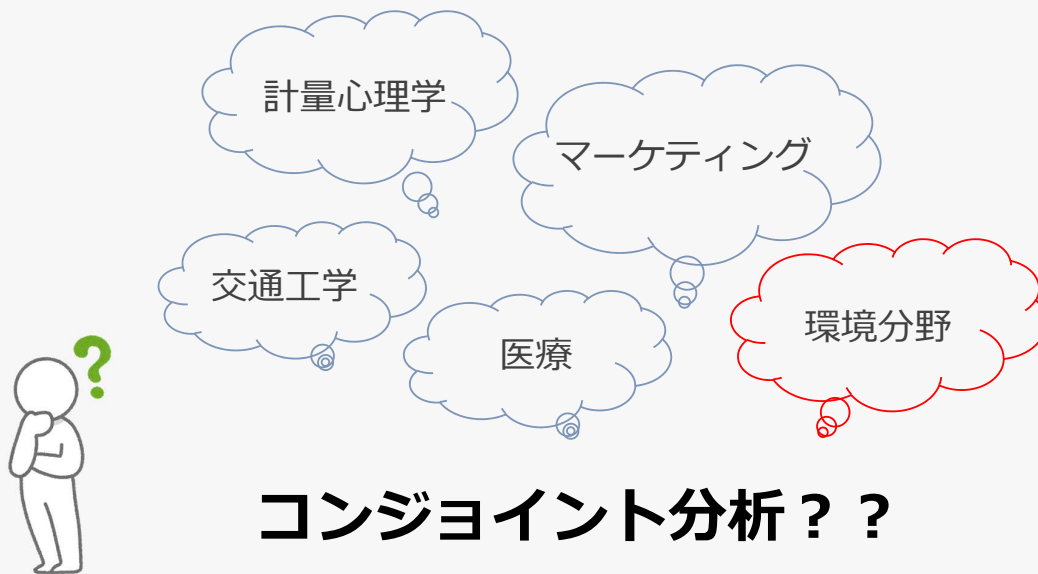 計量心理学
マーケティング
交通工学
医療
環境分野
?
コンジョイント分析？？